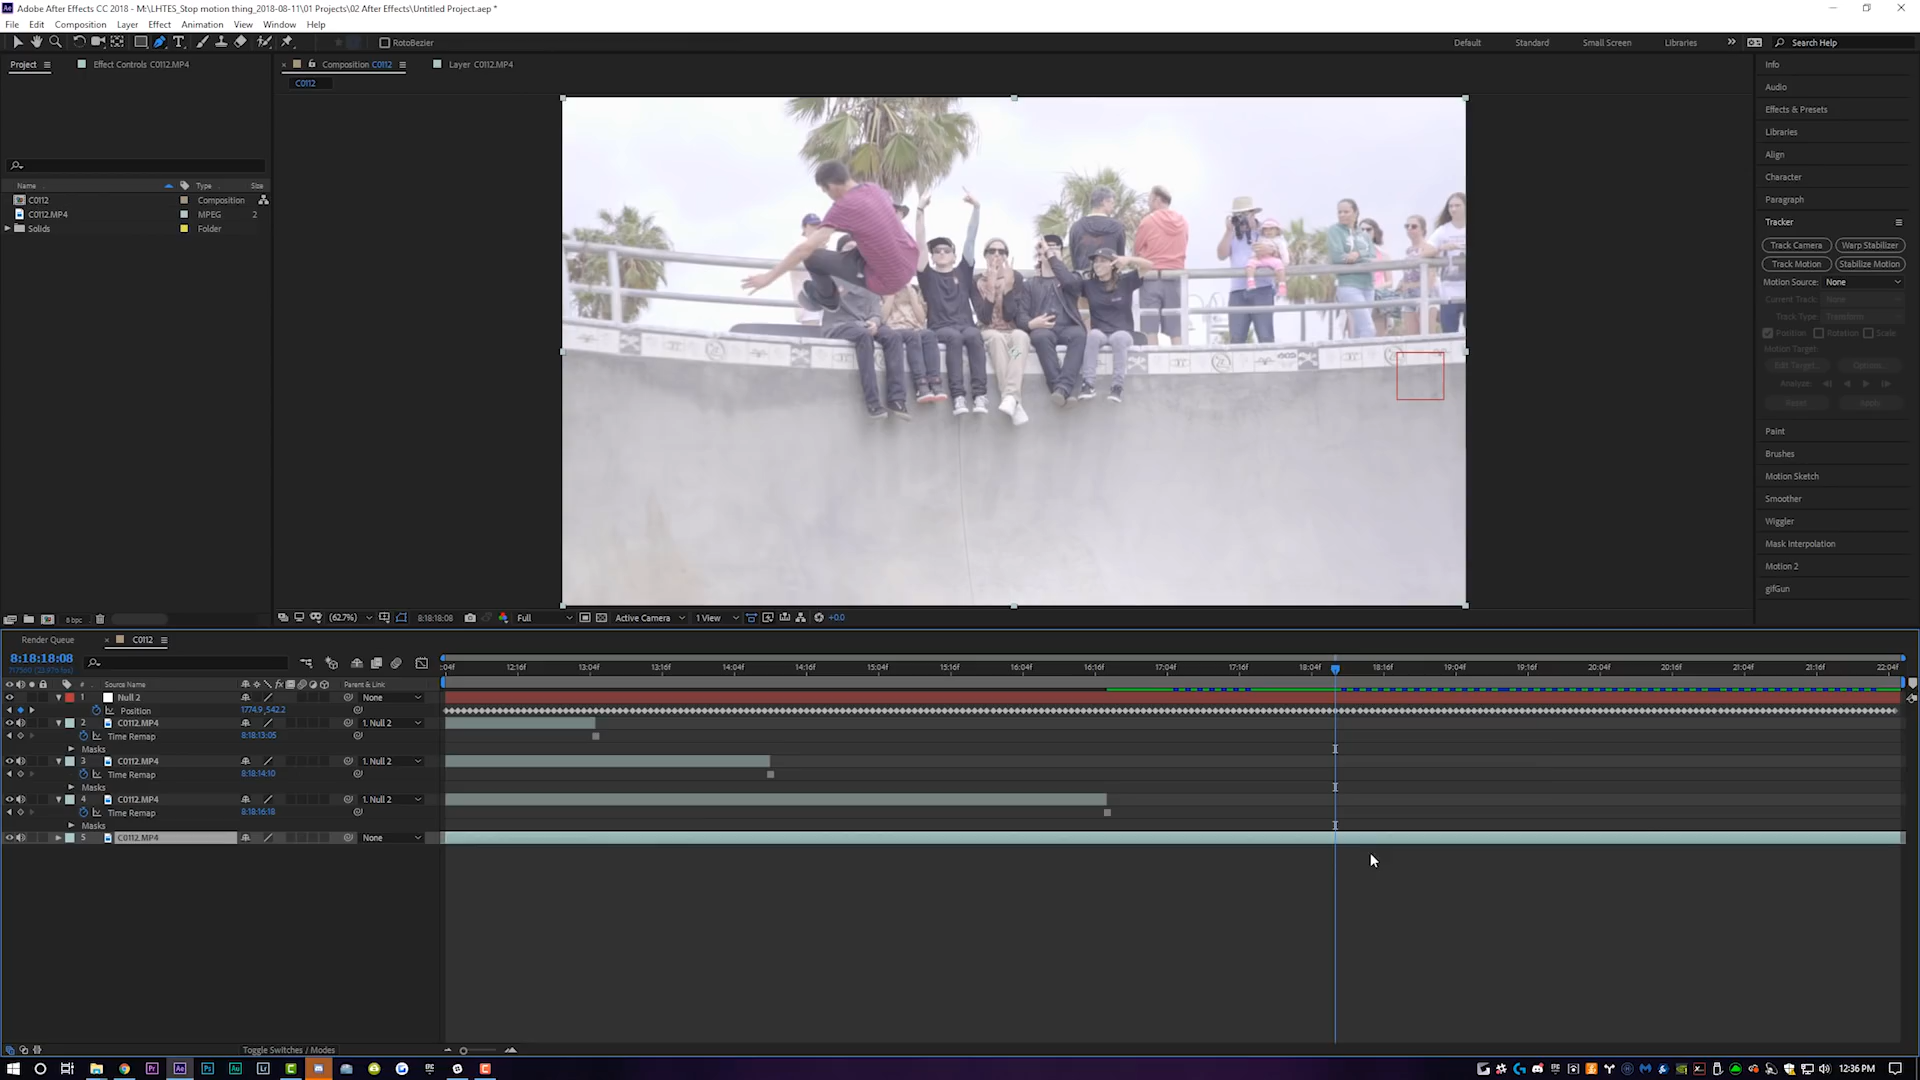 Adobe After Effects CC 2018 - M:\LHTES_Stop motion thing_2018-08-11\01 Projects\02 After Effects\Untitled Project.aep *
File Edit Composition Layer Effect Animation View Window Help
RotoBezier Default Standard Small Screen Libraries Search Help
Project Effect Controls C0112.MP4 Composition C0112 Layer C0112.MP4
C0112
Name Type Size
C0112 Composition
C0112.MP4 MPEG 2
Solids Folder
Info
Audio
Effects & Presets
Libraries
Align
Character
Paragraph
Tracker
Track Camera Warp Stabilizer
Track Motion Stabilize Motion
Motion Source: None
Current Track: None
Track Type: Transform
Position Rotation Scale
Motion Target:
Edit Target... Options...
Analyze:
Reset Apply
Paint
Brushes
Motion Sketch
Smoother
Wiggler
Mask Interpolation
Motion 2
gifGun
8 bpc (62.7%) 8:18:18:08 Full Active Camera 1 View +0.0
Render Queue C0112
8:18:18:08
:04f 12:16f 13:04f 13:16f 14:04f 14:16f 15:04f 15:16f 16:04f 16:16f 17:04f 17:16f 18:04f 18:16f 19:04f 19:16f 20:04f 20:16f 21:04f 21:16f 22:04f
# Source Name fx Parent & Link
1 Null 2 None
Position 1774.9,542.2
2 C0112.MP4 1. Null 2
Time Remap 8:18:13:05
Masks
3 C0112.MP4 1. Null 2
Time Remap 8:18:14:10
Masks
4 C0112.MP4 1. Null 2
Time Remap 8:18:16:18
Masks
5 C0112.MP4 None
Toggle Switches / Modes
12:36 PM